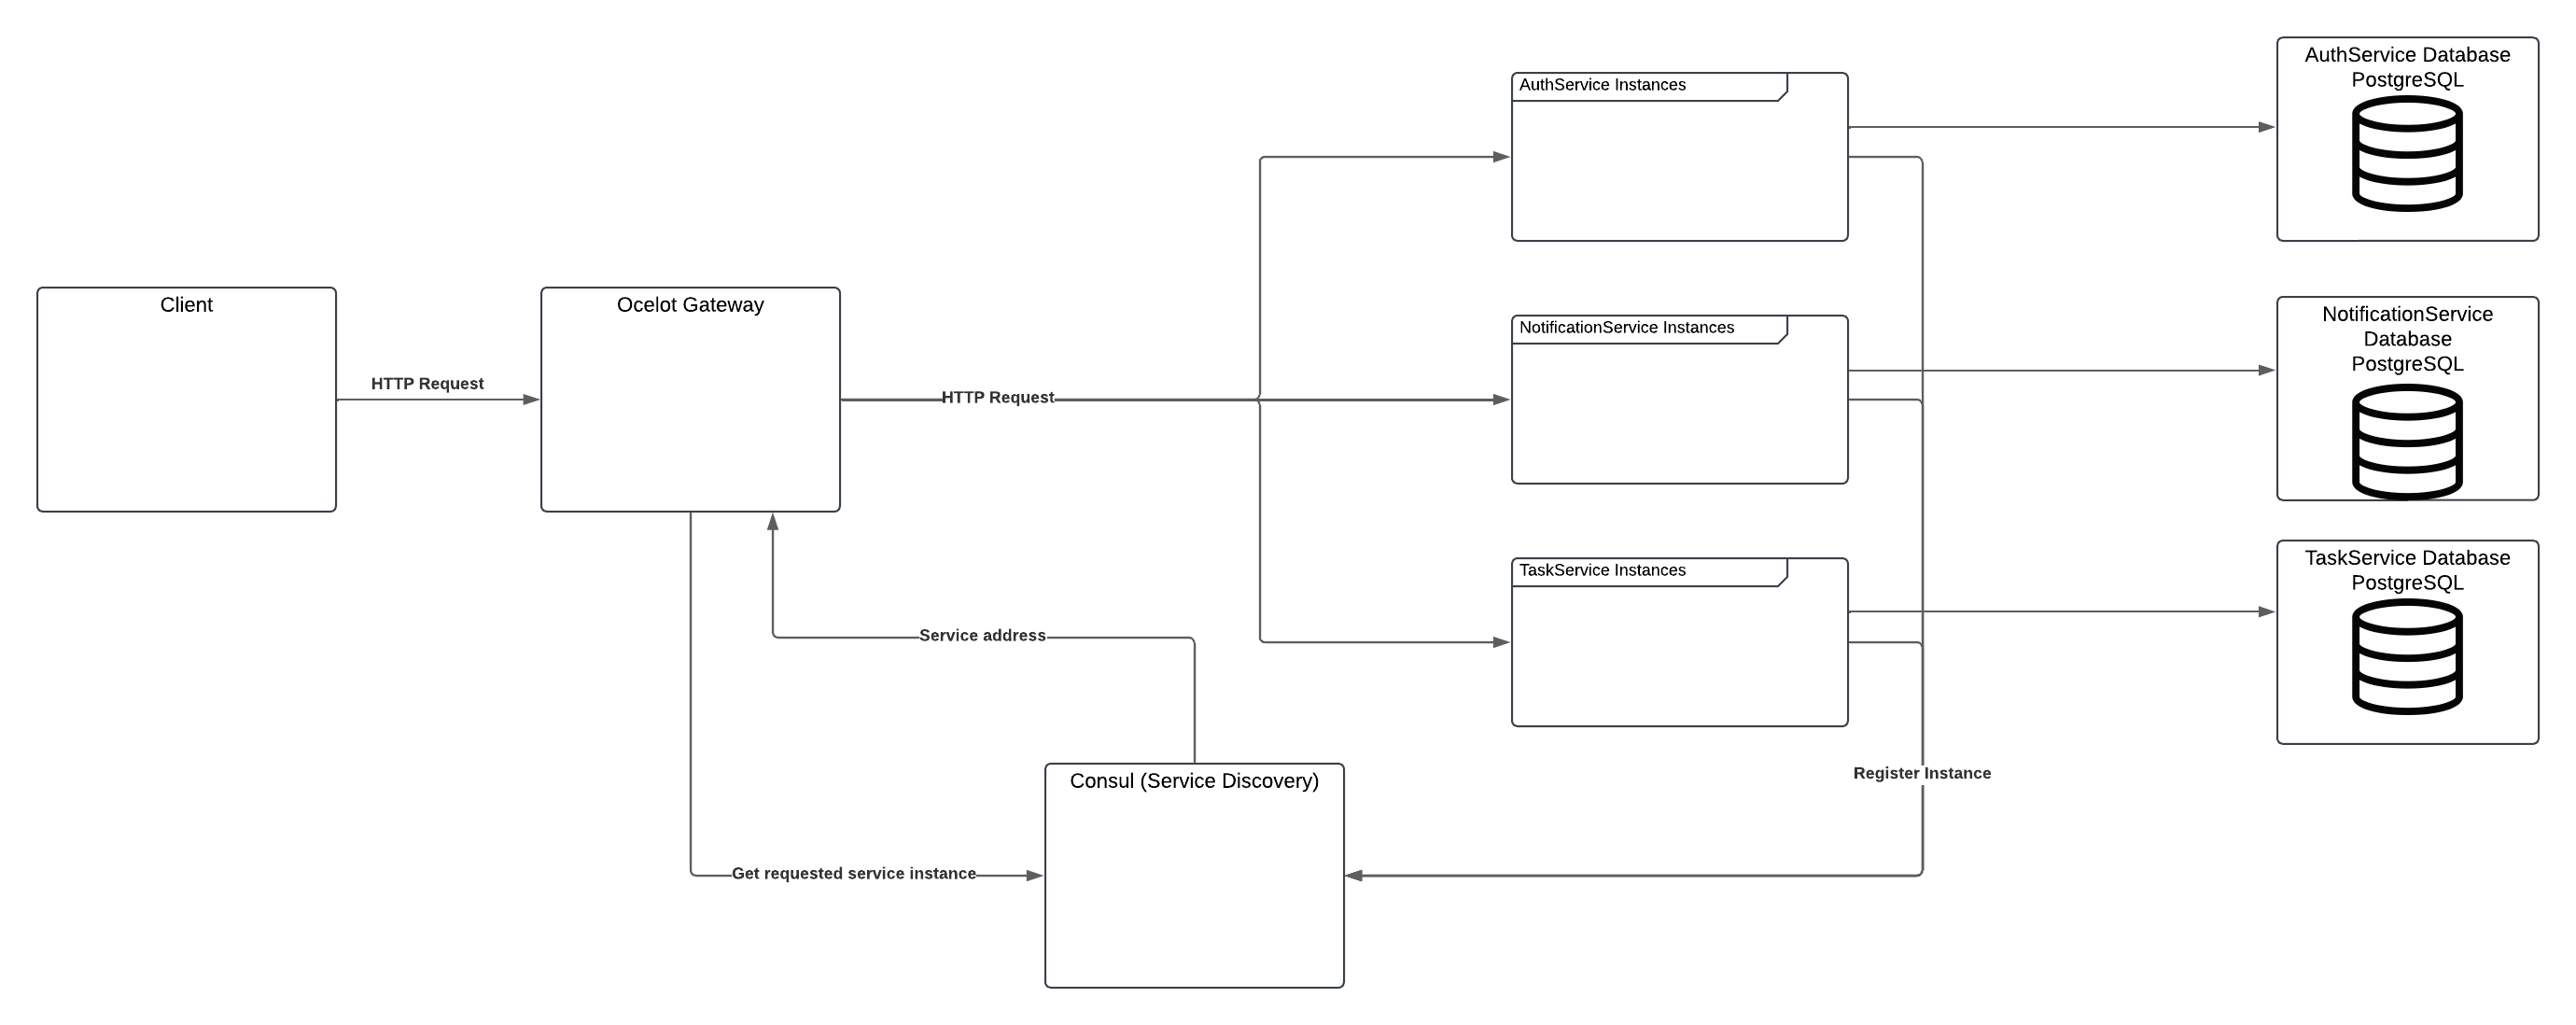 AuthService Database
PostgreSQL
AuthService Instances
Client
Ocelot Gateway
NotificationService Instances
NotificationService
Database
PostgreSQL
HTTP Request
HTTP Request
TaskService Instances
TaskService Database
PostgreSQL
Service address
Consul (Service Discovery)
Register Instance
Get requested service instance